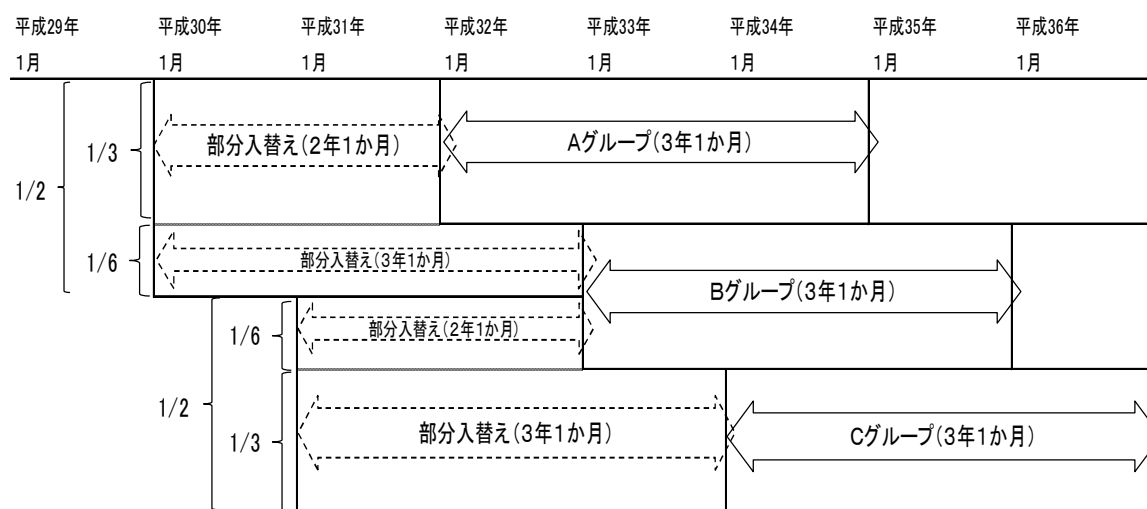 平成29年 平成30年 平成31年 平成32年 平成33年 平成34年 平成35年 平成36年
1月 1月 1月 1月 1月 1月 1月 1月
1/2
1/3
部分入替え(2年1か月)
Aグループ(3年1か月)
1/6
部分入替え(3年1か月)
Bグループ(3年1か月)
1/6
部分入替え(2年1か月)
1/2
1/3
部分入替え(3年1か月)
Cグループ(3年1か月)